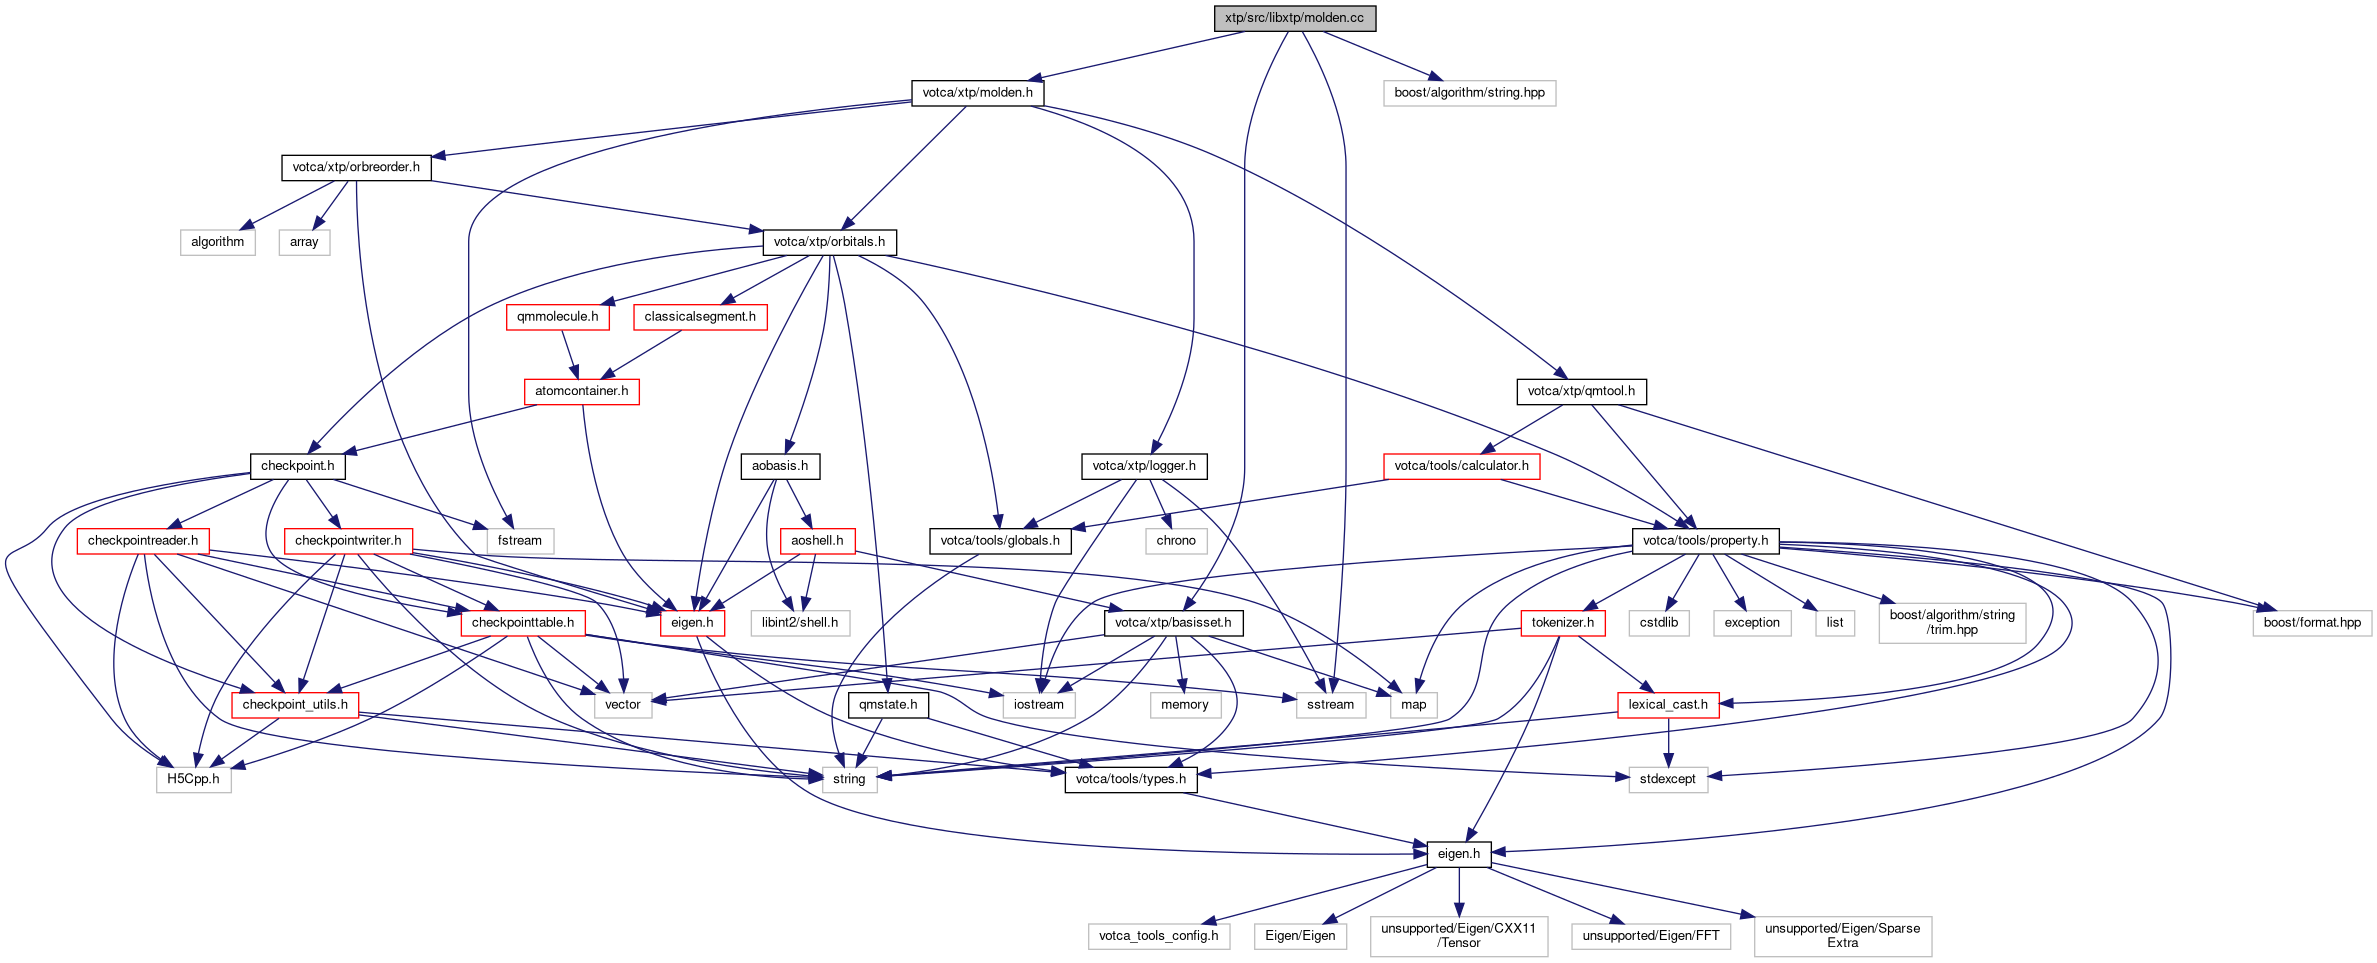 xtp/src/libxtp/molden.cc
votca/xtp/molden.h
boost/algorithm/string.hpp
votca/xtp/orbreorder.h
algorithm
array
votca/xtp/orbitals.h
qmmolecule.h
classicalsegment.h
atomcontainer.h
votca/xtp/qmtool.h
checkpoint.h
aobasis.h
votca/xtp/logger.h
votca/tools/calculator.h
checkpointreader.h
checkpointwriter.h
fstream
aoshell.h
votca/tools/globals.h
chrono
votca/tools/property.h
checkpointtable.h
eigen.h
libint2/shell.h
votca/xtp/basisset.h
tokenizer.h
cstdlib
exception
list
boost/algorithm/string
/trim.hpp
boost/format.hpp
checkpoint_utils.h
vector
qmstate.h
iostream
memory
sstream
map
lexical_cast.h
H5Cpp.h
string
votca/tools/types.h
stdexcept
eigen.h
votca_tools_config.h
Eigen/Eigen
unsupported/Eigen/CXX11
/Tensor
unsupported/Eigen/FFT
unsupported/Eigen/Sparse
Extra